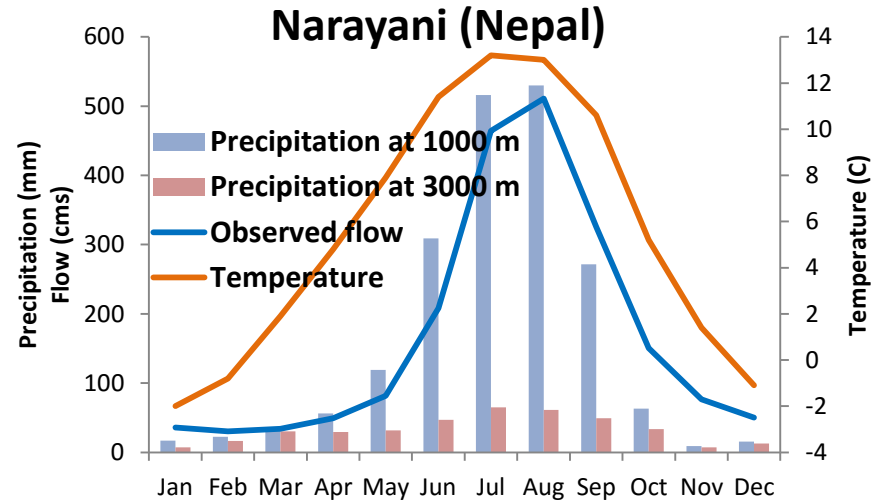 Narayani (Nepal)
600
500
400
300
200
100
0
Precipitation (mm)
Flow (cms)
Precipitation at 1000 m
Precipitation at 3000 m
Observed flow
Temperature
14
12
10
8
6
4
2
0
-2
-4
Temperature (C)
Jan Feb Mar Apr May Jun Jul Aug Sep Oct Nov Dec